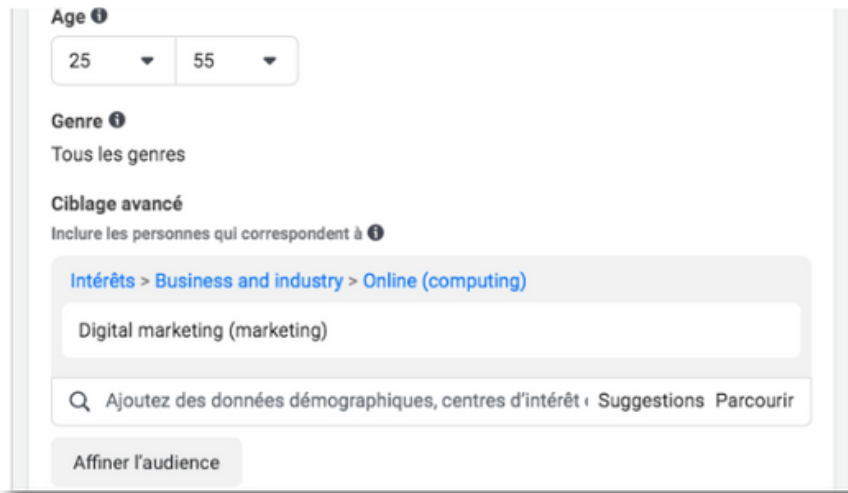 Age
25 55
Genre
Tous les genres
Ciblage avancé
Inclure les personnes qui correspondent à
Intérêts > Business and industry > Online (computing)
Digital marketing (marketing)
Ajoutez des données démographiques, centres d'intérêt Suggestions Parcourir
Affiner l'audience